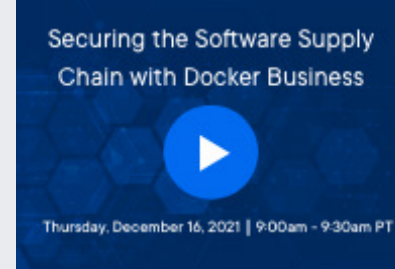 Securing the Software Supply
Chain with Docker Business
Thursday, December 16, 2021 | 9:00am - 9:30am PT